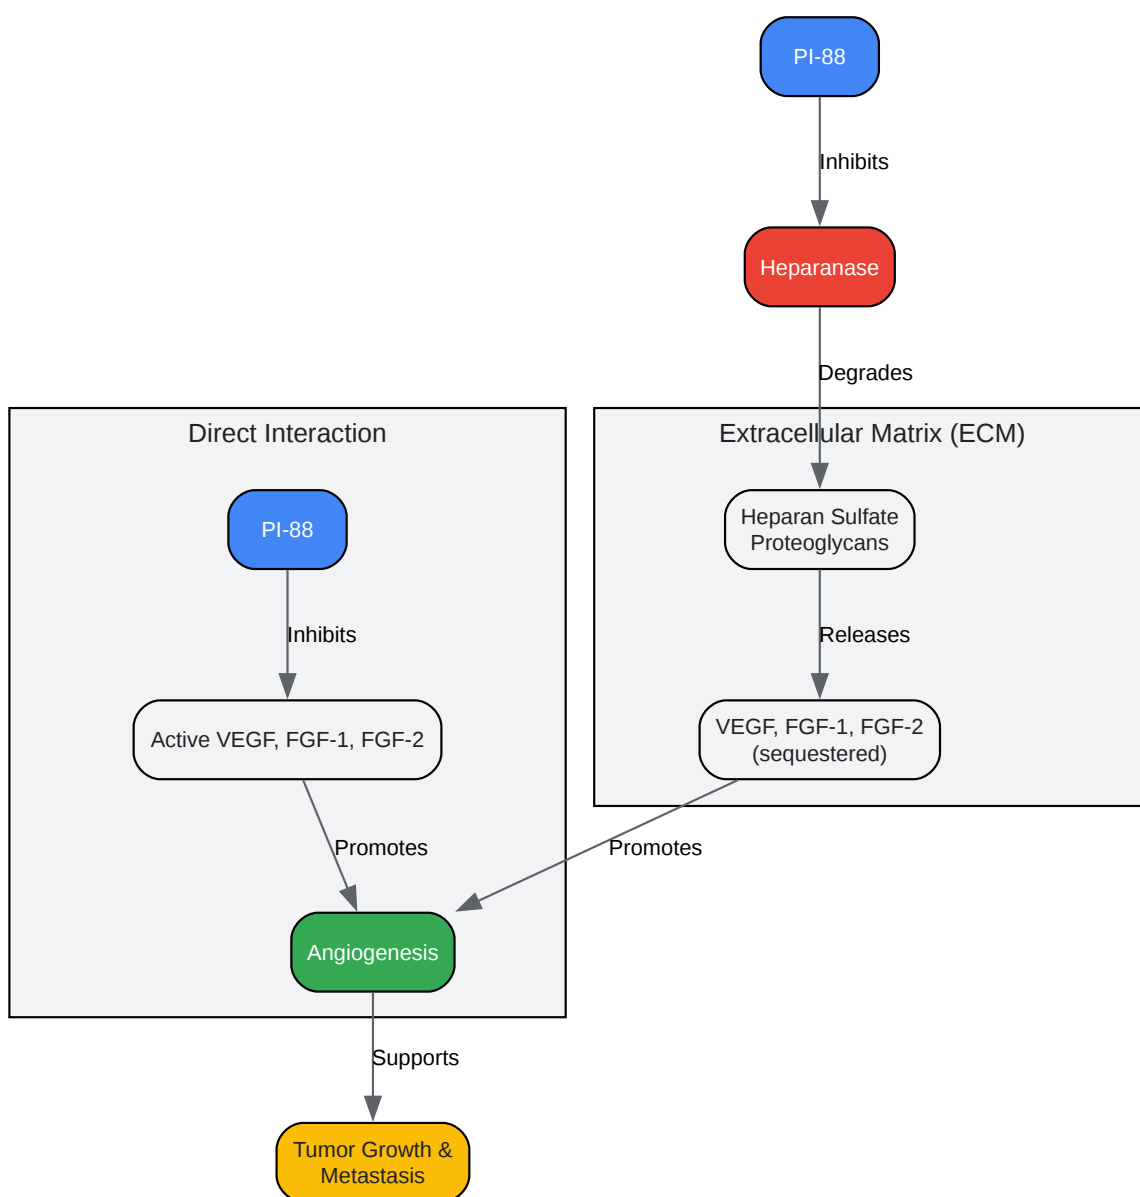 PI-88
Inhibits
Heparanase
Degrades
Direct Interaction
Extracellular Matrix (ECM)
PI-88
Heparan Sulfate
Proteoglycans
Inhibits
Releases
Active VEGF, FGF-1, FGF-2
VEGF, FGF-1, FGF-2
(sequestered)
Promotes
Promotes
Angiogenesis
Supports
Tumor Growth &
Metastasis